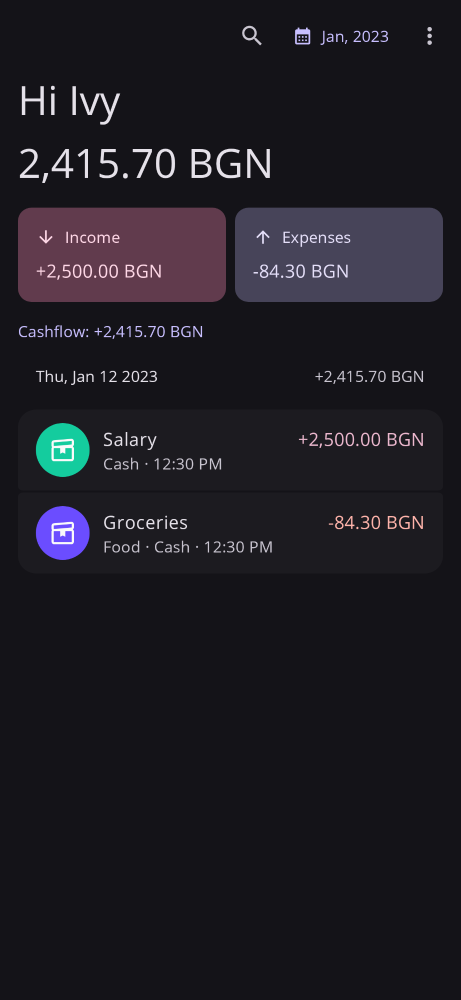 Jan, 2023
Hi Ivy
2,415.70 BGN
Income
+2,500.00 BGN
Expenses
-84.30 BGN
Cashflow: +2,415.70 BGN
Thu, Jan 12 2023
+2,415.70 BGN
Salary
+2,500.00 BGN
Cash · 12:30 PM
Groceries
-84.30 BGN
Food · Cash · 12:30 PM